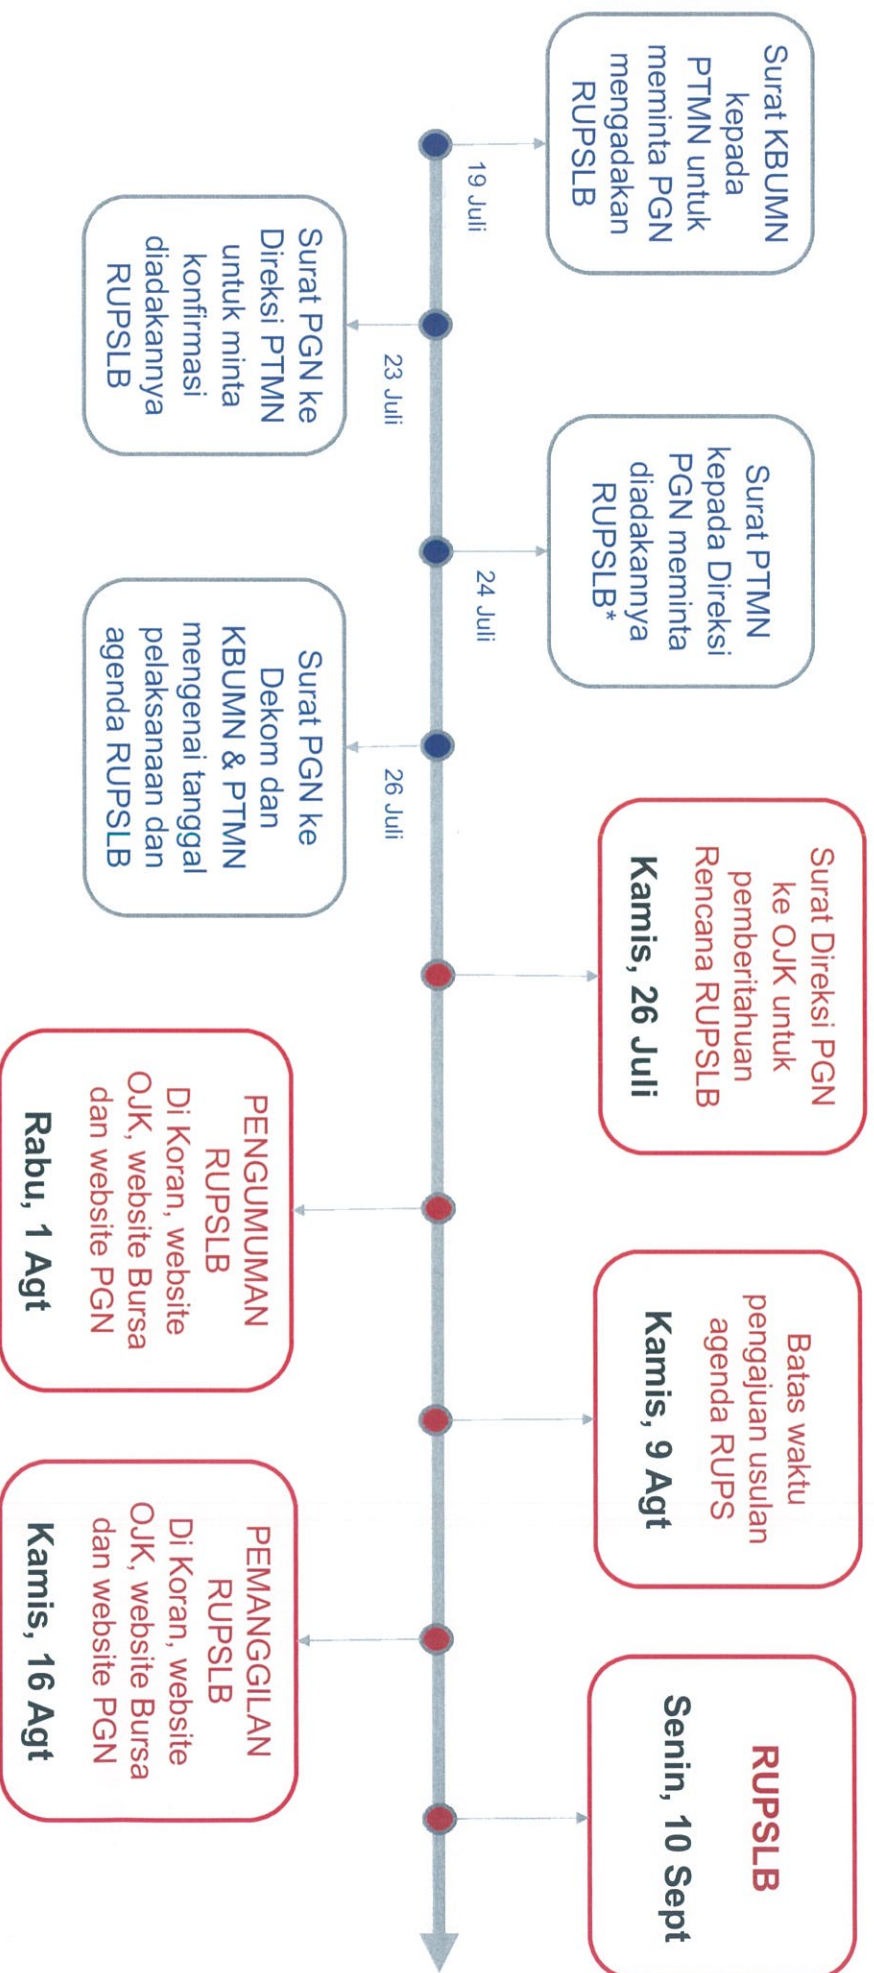 Surat KBUMN
kepada
PTMN untuk
meminta PGN
mengadakan
RUPSLB
19 Juli
Surat PGN ke
Direksi PTMN
untuk minta
konfirmasi
diadakannya
RUPSLB
23 Juli
Surat PTMN
kepada Direksi
PGN meminta
diadakannya
RUPSLB*
24 Juli
Surat PGN ke
Dekom dan
KBUMN & PTMN
mengenai tanggal
pelaksanaan dan
agenda RUPSLB
26 Juli
Surat Direksi PGN
ke OJK untuk
pemberitahuan
Rencana RUPSLB
Kamis, 26 Juli
PENGUMUMAN
RUPSLB
Di Koran, website
OJK, website Bursa
dan website PGN
Rabu, 1 Agt
Batas waktu
pengajuan usulan
agenda RUPS
Kamis, 9 Agt
PEMANGGILAN
RUPSLB
Di Koran, website
OJK, website Bursa
dan website PGN
Kamis, 16 Agt
RUPSLB
Senin, 10 Sept